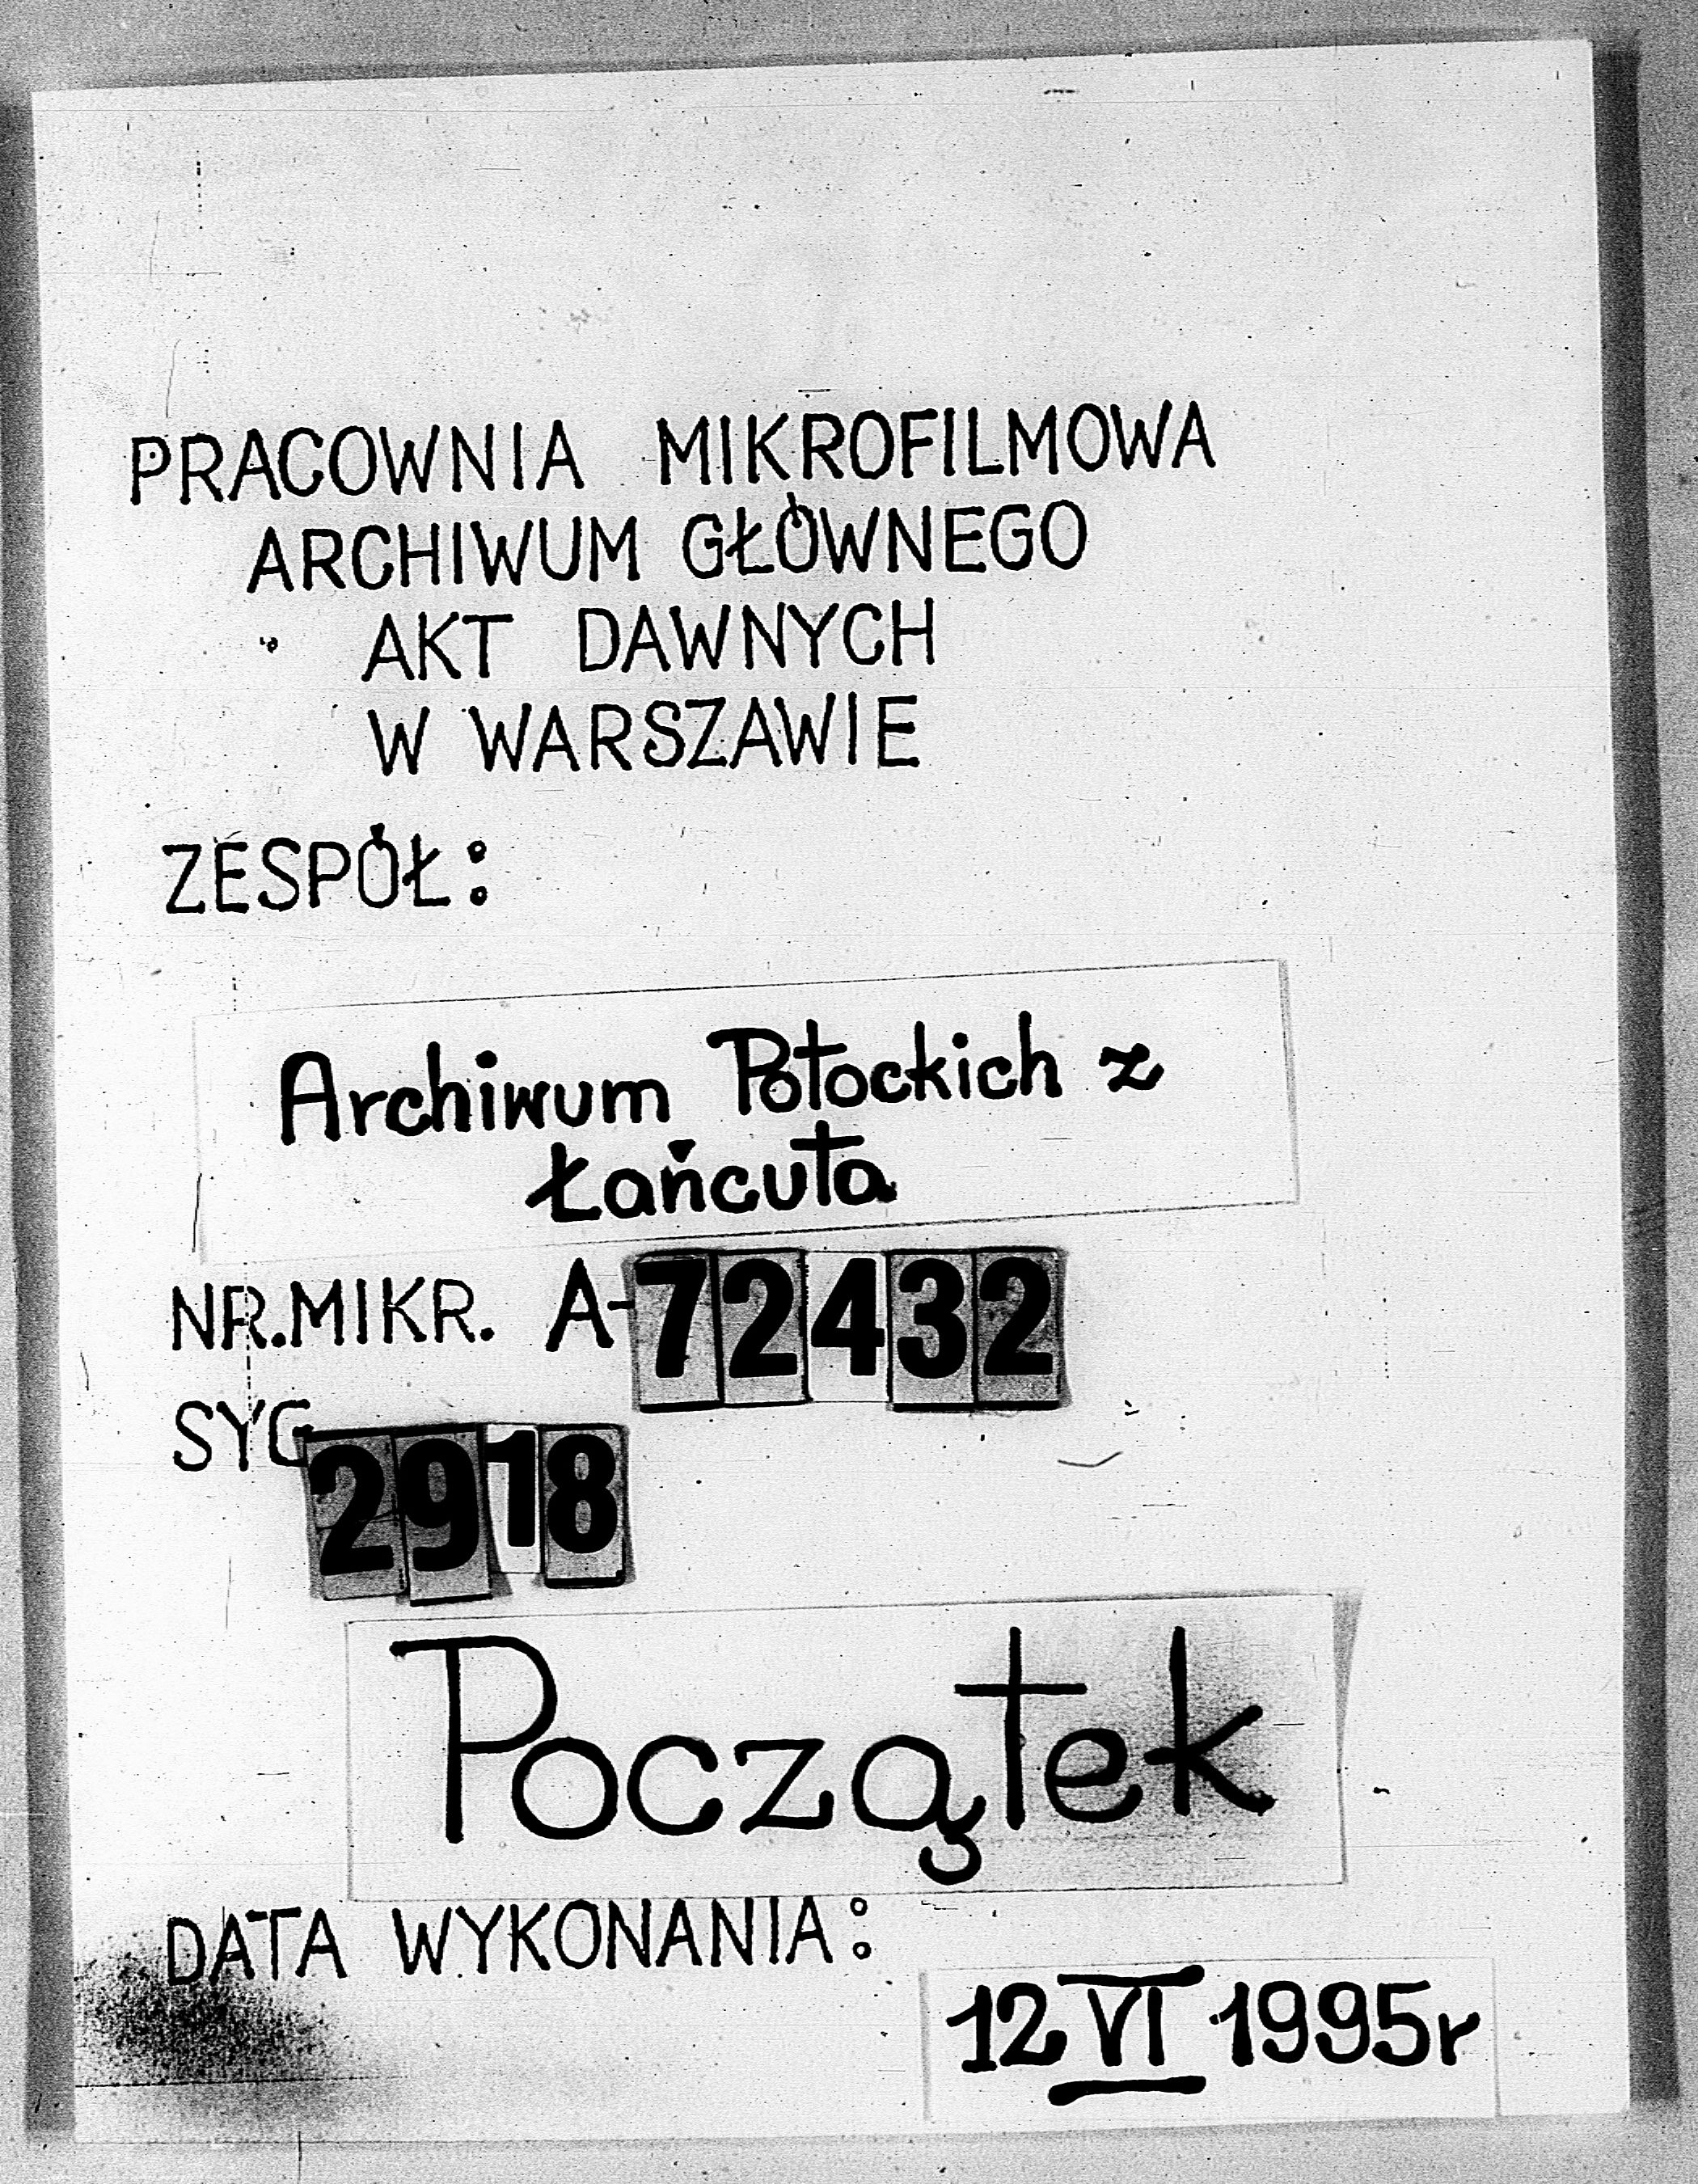 PRACOWNIA MIKROFILMOWA
ARCHIWUM GŁÓWNEGO
AKT DAWNYCH
W WARSZAWIE
ZESPÓŁ:
Archiwum Potockich z
Łańcuta
NR.MIKR. A-72432
SYG 2918
Początek
DATA WYKONANIA:
12 VI 1995r